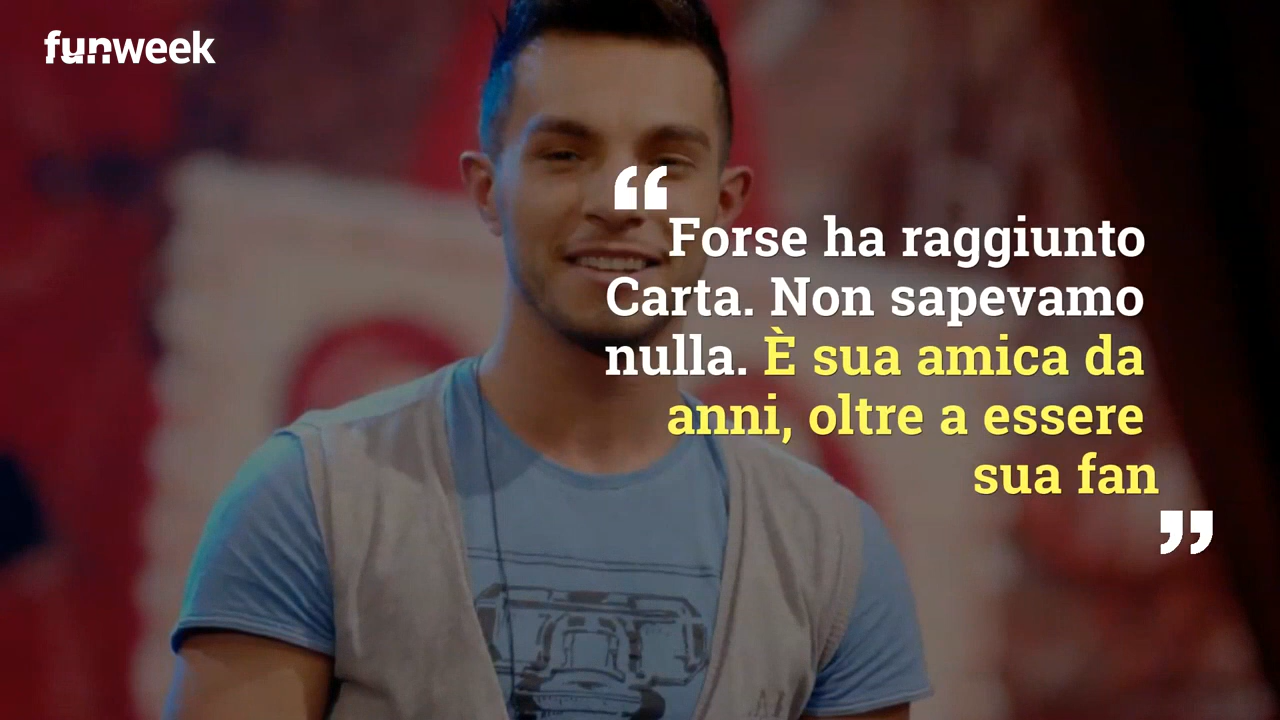 funweek
“Forse ha raggiunto
Carta. Non sapevamo
nulla. È sua amica da
anni, oltre a essere
sua fan”